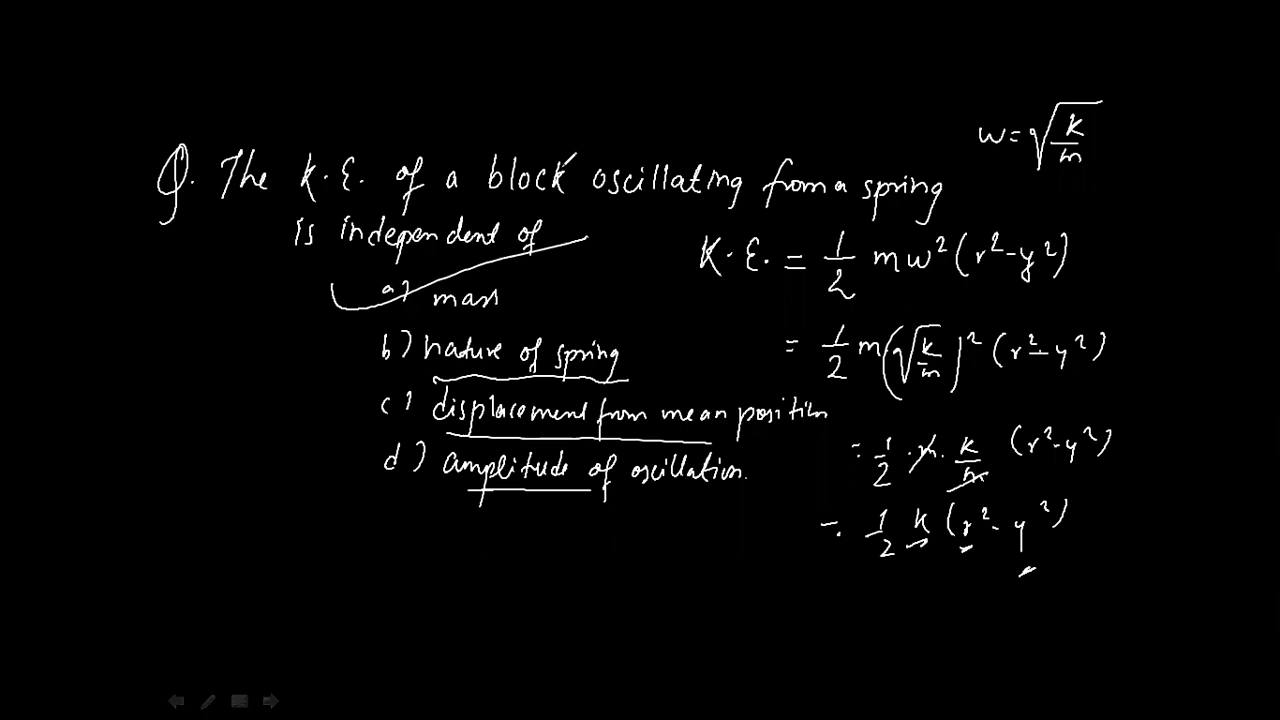 Q. The K.E. of a block oscillating from a spring
is independent of
a) mass
b) nature of spring
c) displacement from mean position
d) amplitude of oscillation.
w = √(k/m)
K.E. = 1/2 mw²(r²-y²)
= 1/2 m(√(k/m))² (r²-y²)
= 1/2 . m . k/m (r²-y²)
= 1/2 k (r²-y²)